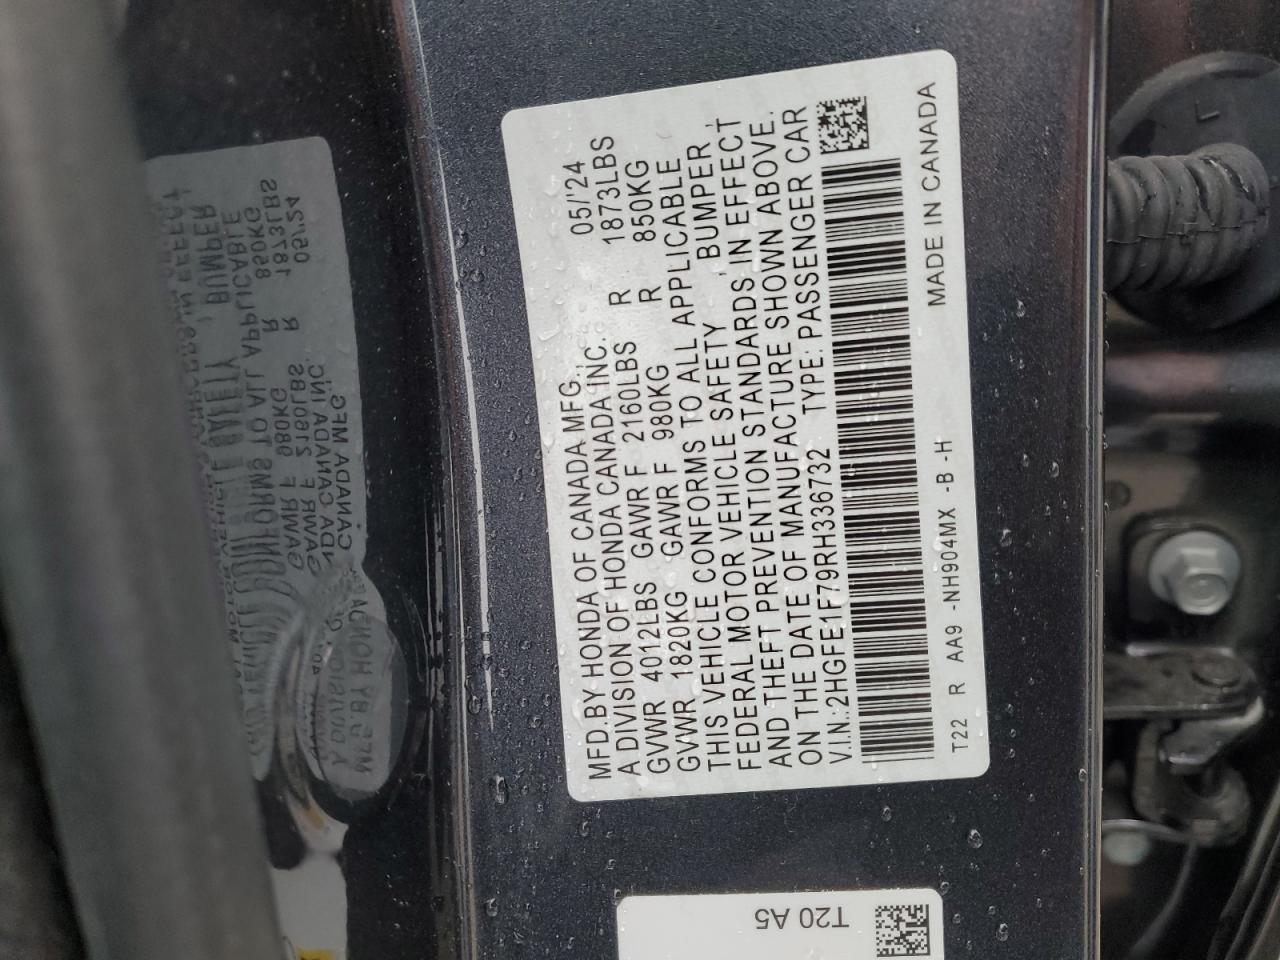 MFD.BY HONDA OF CANADA MFG., 05/'24
A DIVISION OF HONDA CANADA INC.
GVWR 4012LBS GAWR F 2160LBS R 1873LBS
GVWR 1820KG GAWR F 980KG R 850KG
THIS VEHICLE CONFORMS TO ALL APPLICABLE
FEDERAL MOTOR VEHICLE SAFETY, BUMPER,
AND THEFT PREVENTION STANDARDS IN EFFECT
ON THE DATE OF MANUFACTURE SHOWN ABOVE.
V.I.N.:2HGFE1F79RH336732 TYPE: PASSENGER CAR
T22 R AA9 -NH904MX -B -H MADE IN CANADA
T20 A5
L